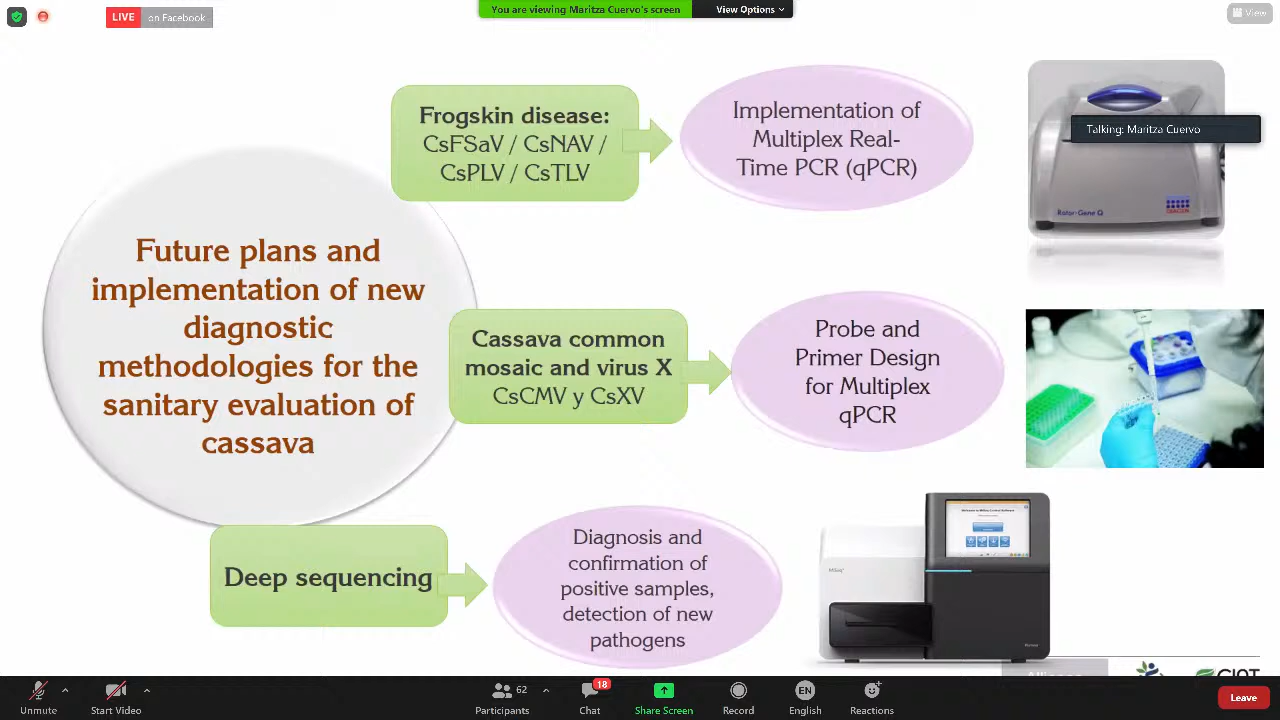 LIVE on Facebook
You are viewing Maritza Cuervo's screen
View Options
View
Talking: Maritza Cuervo
Frogskin disease:
CsFSaV / CsNAV /
CsPLV / CsTLV
Implementation of
Multiplex Real-
Time PCR (qPCR)
Rotor-Gene Q
QIAGEN
Future plans and
implementation of new
diagnostic
methodologies for the
sanitary evaluation of
cassava
Cassava common
mosaic and virus X
CsCMV y CsXV
Probe and
Primer Design
for Multiplex
qPCR
Deep sequencing
Diagnosis and
confirmation of
positive samples,
detection of new
pathogens
MiSeq
Unmute
Start Video
62
Participants
18
Chat
Share Screen
Record
EN
English
Reactions
Leave